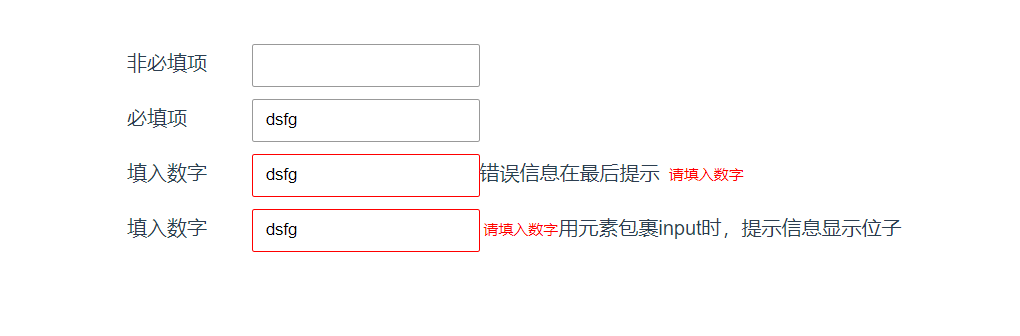 非必填项
必填项 dsfg
填入数字 dsfg 错误信息在最后提示 请填入数字
填入数字 dsfg 请填入数字用元素包裹input时，提示信息显示位子